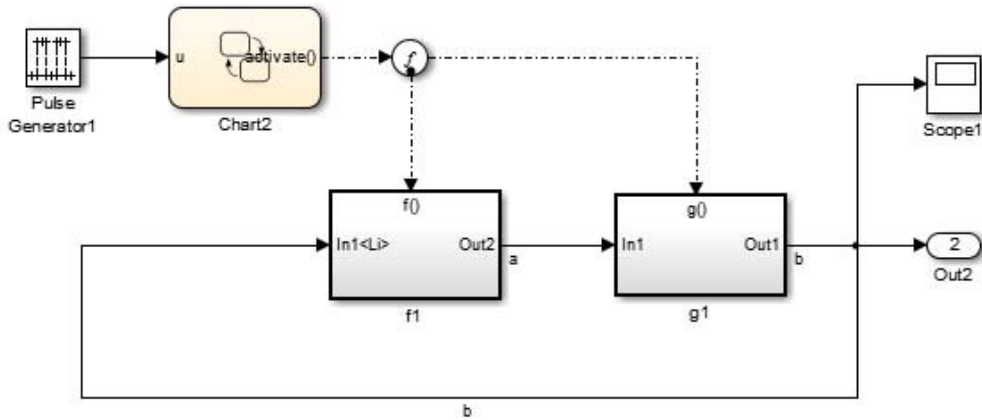 u
activate()
Pulse
Generator1
Chart2
Scope1
f()
g()
In1<Li>
Out2
a
In1
Out1
b
2
Out2
f1
g1
b